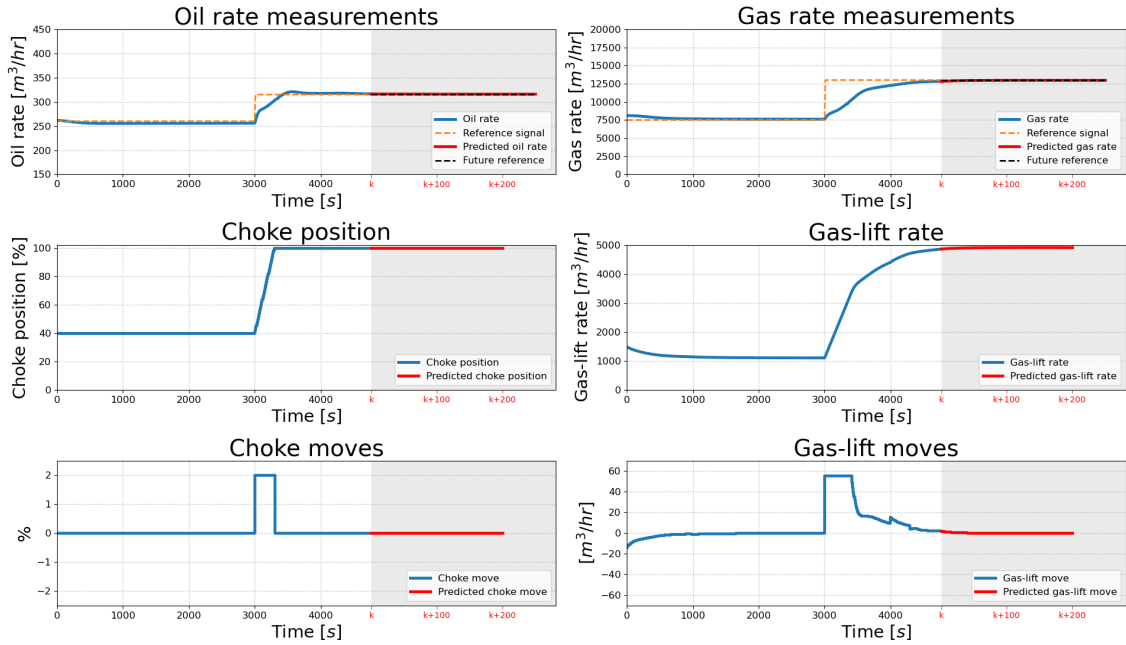 Oil rate measurements
Oil rate [m³/hr]
450
400
350
300
250
200
150
Oil rate
Reference signal
Predicted oil rate
Future reference
0 1000 2000 3000 4000 k k+100 k+200
Time [s]
Gas rate measurements
Gas rate [m³/hr]
20000
17500
15000
12500
10000
7500
5000
2500
0
Gas rate
Reference signal
Predicted gas rate
Future reference
0 1000 2000 3000 4000 k k+100 k+200
Time [s]
Choke position
Choke position [%]
100
80
60
40
20
0
Choke position
Predicted choke position
0 1000 2000 3000 4000 k k+100 k+200
Time [s]
Gas-lift rate
Gas-lift rate [m³/hr]
5000
4000
3000
2000
1000
0
Gas-lift rate
Predicted gas-lift rate
0 1000 2000 3000 4000 k k+100 k+200
Time [s]
Choke moves
%
2
1
0
−1
−2
Choke move
Predicted choke move
0 1000 2000 3000 4000 k k+100 k+200
Time [s]
Gas-lift moves
[m³/hr]
60
40
20
0
−20
−40
−60
Gas-lift move
Predicted gas-lift move
0 1000 2000 3000 4000 k k+100 k+200
Time [s]